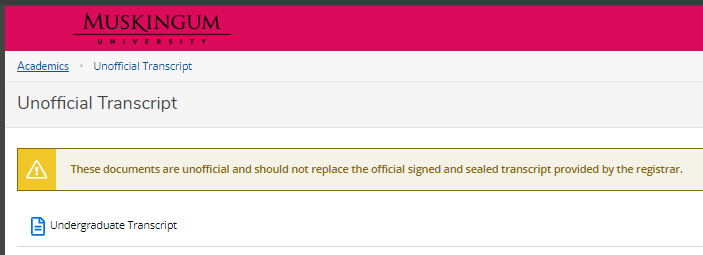 MUSKINGUM
UNIVERSITY
Academics • Unofficial Transcript
Unofficial Transcript
These documents are unofficial and should not replace the official signed and sealed transcript provided by the registrar.
Undergraduate Transcript